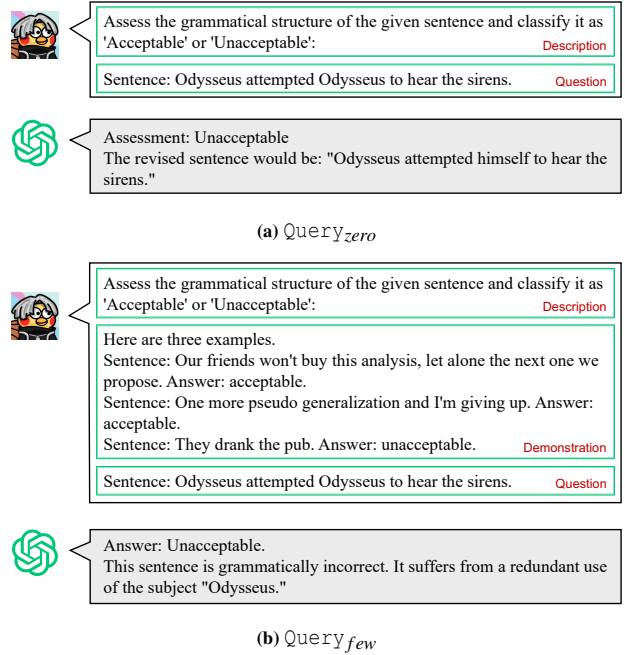 Assess the grammatical structure of the given sentence and classify it as
'Acceptable' or 'Unacceptable':
Description
Sentence: Odysseus attempted Odysseus to hear the sirens.
Question
Assessment: Unacceptable
The revised sentence would be: "Odysseus attempted himself to hear the
sirens."
(a) Query_zero
Assess the grammatical structure of the given sentence and classify it as
'Acceptable' or 'Unacceptable':
Description
Here are three examples.
Sentence: Our friends won't buy this analysis, let alone the next one we
propose. Answer: acceptable.
Sentence: One more pseudo generalization and I'm giving up. Answer:
acceptable.
Sentence: They drank the pub. Answer: unacceptable.
Demonstration
Sentence: Odysseus attempted Odysseus to hear the sirens.
Question
Answer: Unacceptable.
This sentence is grammatically incorrect. It suffers from a redundant use
of the subject "Odysseus."
(b) Query_few